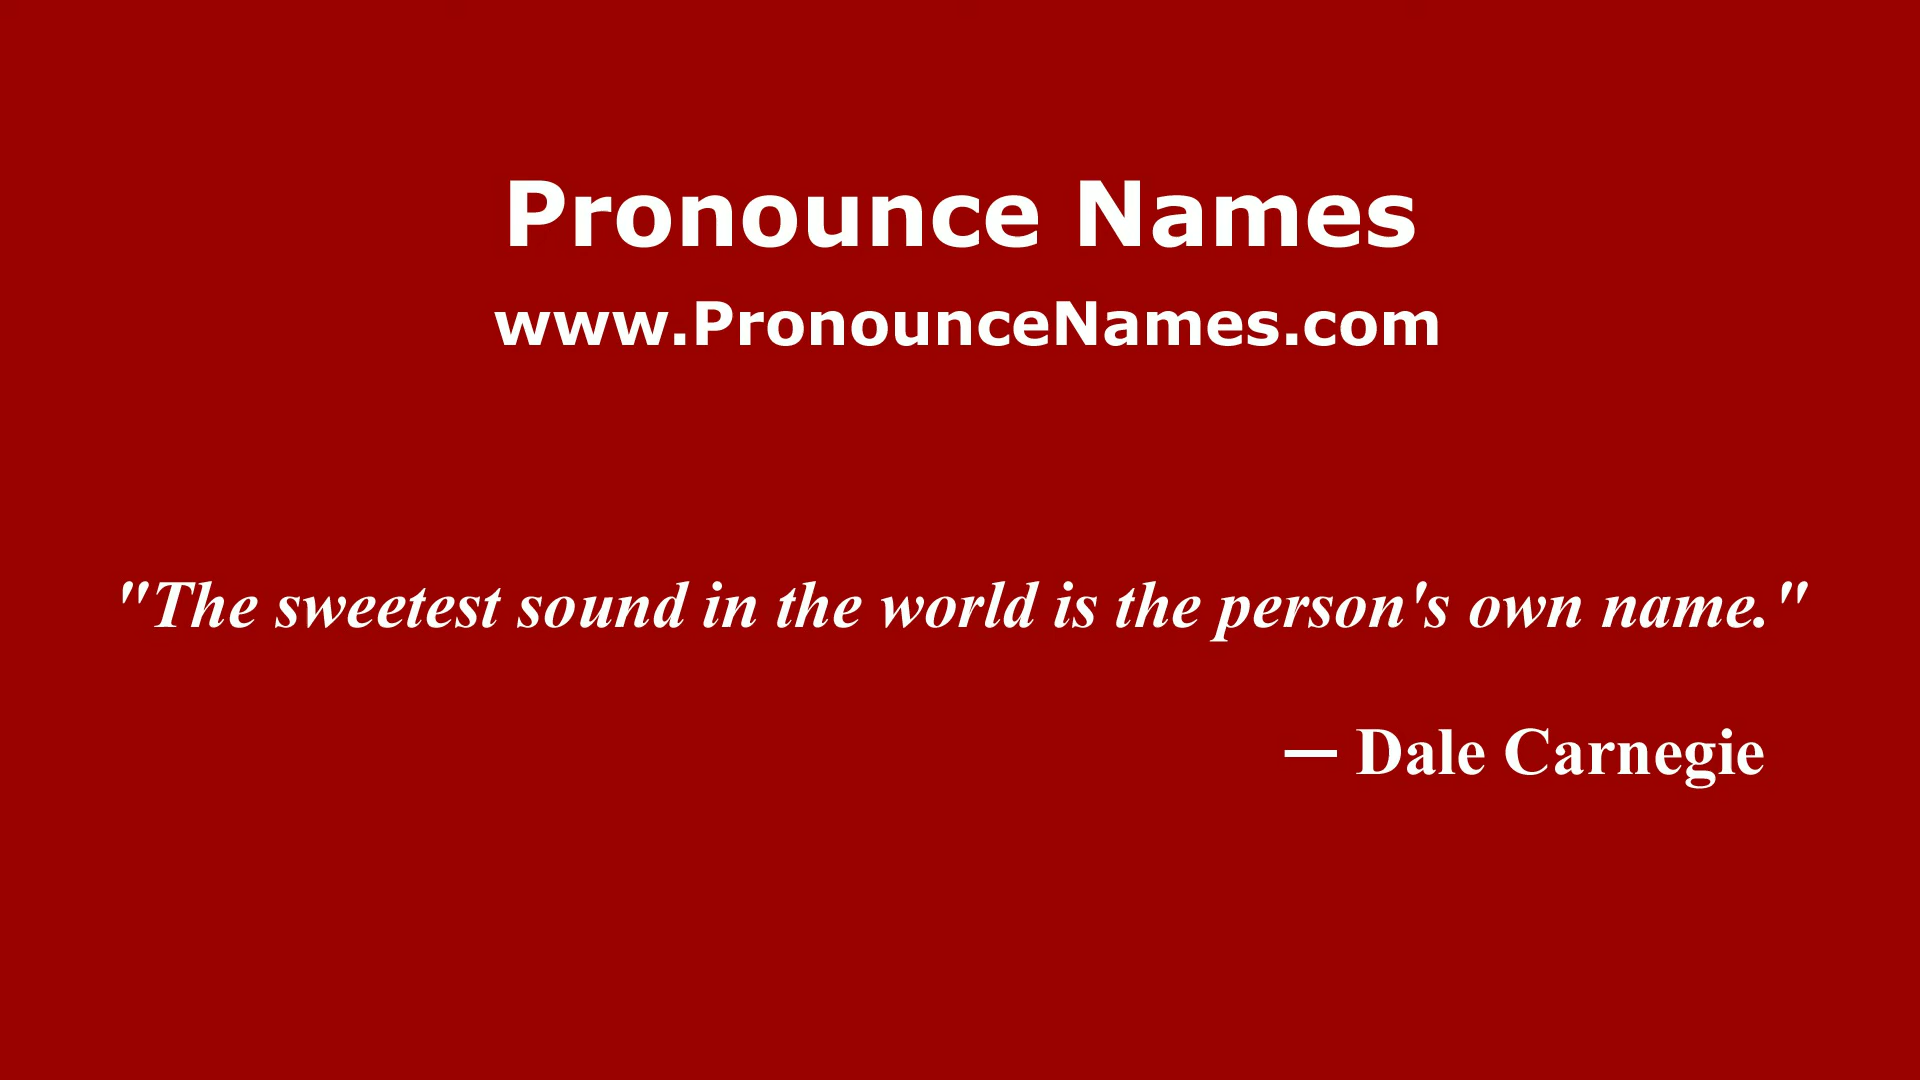 Pronounce Names
www.PronounceNames.com
"The sweetest sound in the world is the person's own name."
— Dale Carnegie